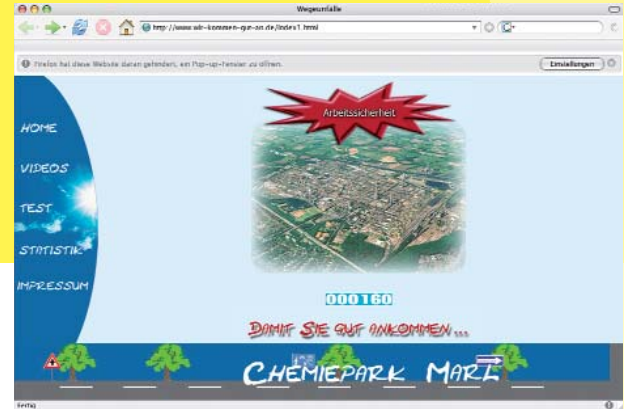 Wegeunfälle
http://www.wir-kommen-gut-an.de/index1.html
Firefox hat diese Website daran gehindert, ein Pop-up-Fenster zu öffnen.
Einstellungen
Arbeitssicherheit
HOME
VIDEOS
TEST
STATISTIK
IMPRESSUM
000160
DAMIT SIE GUT ANKOMMEN ...
CHEMIEPARK MARL
Fertig